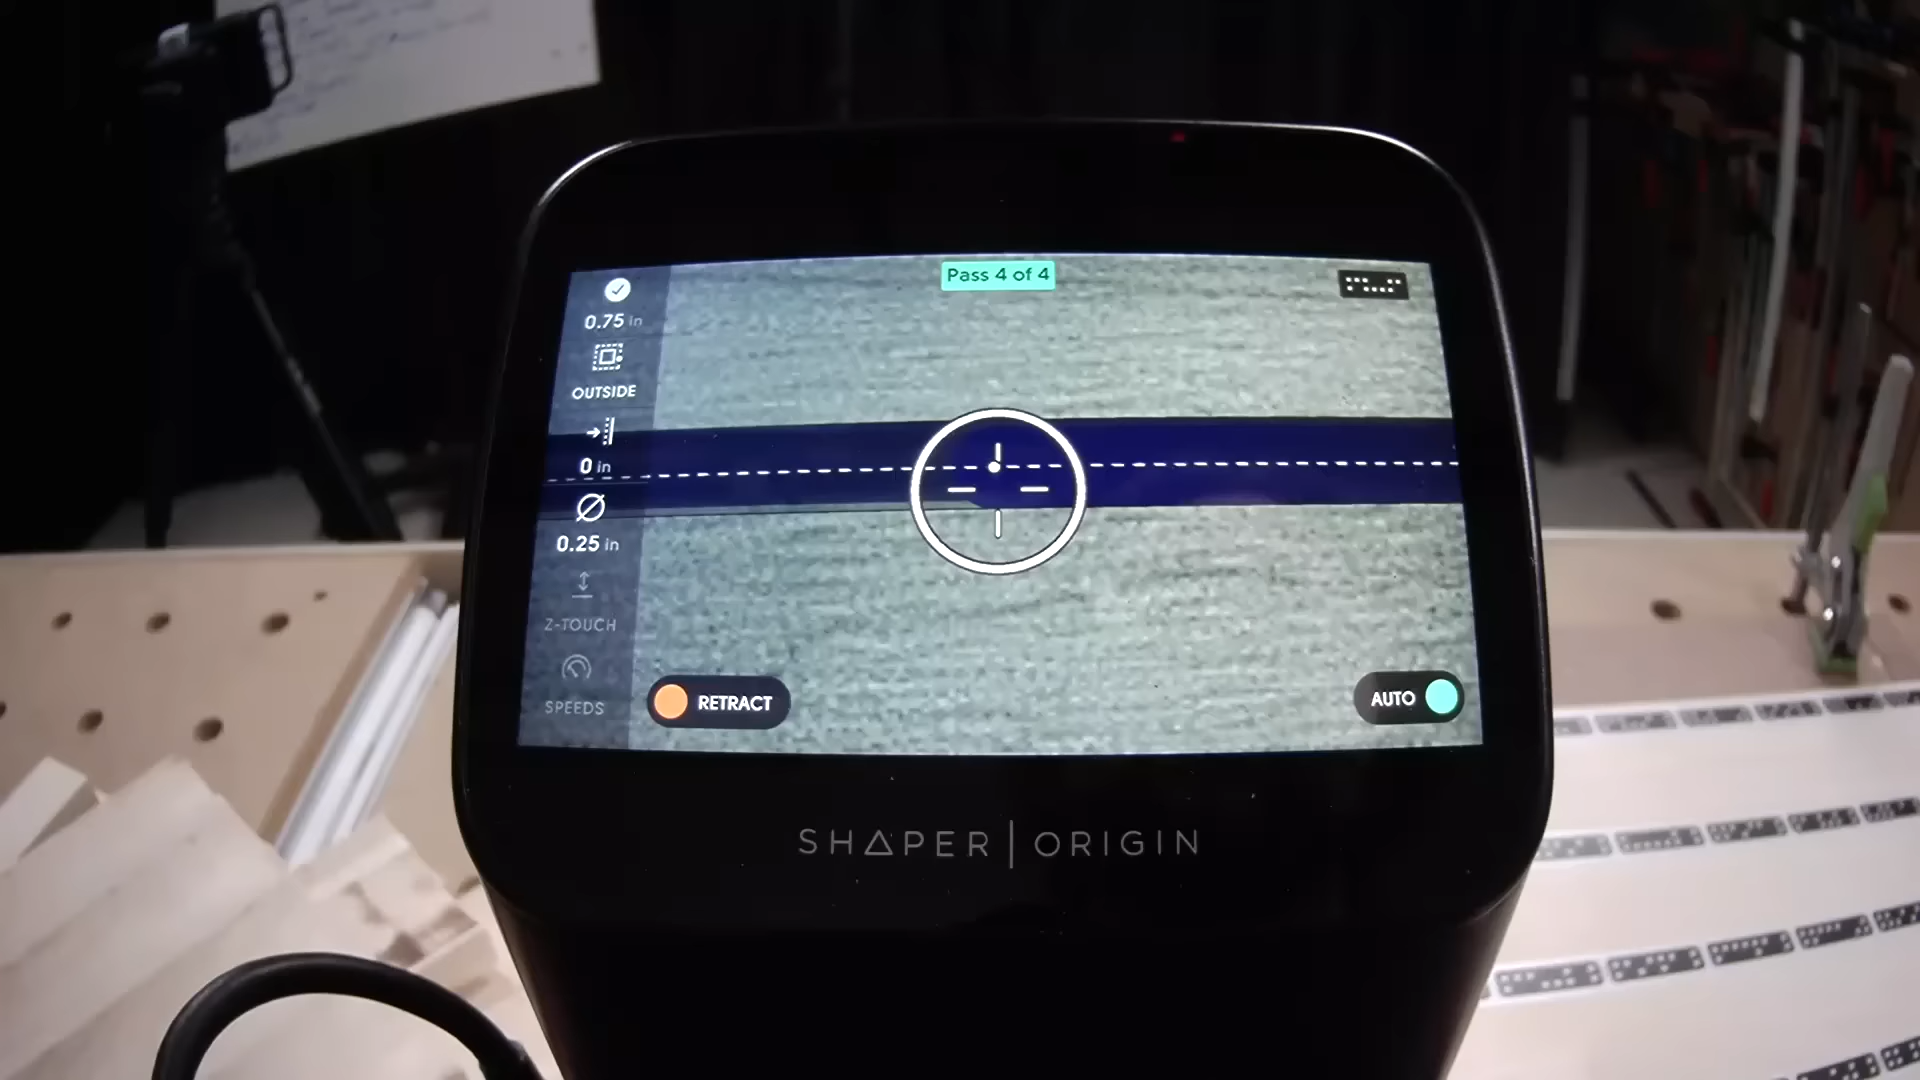 Pass 4 of 4
0.75 in
OUTSIDE
0 in
0.25 in
Z-TOUCH
SPEEDS
RETRACT
AUTO
SHAPER | ORIGIN